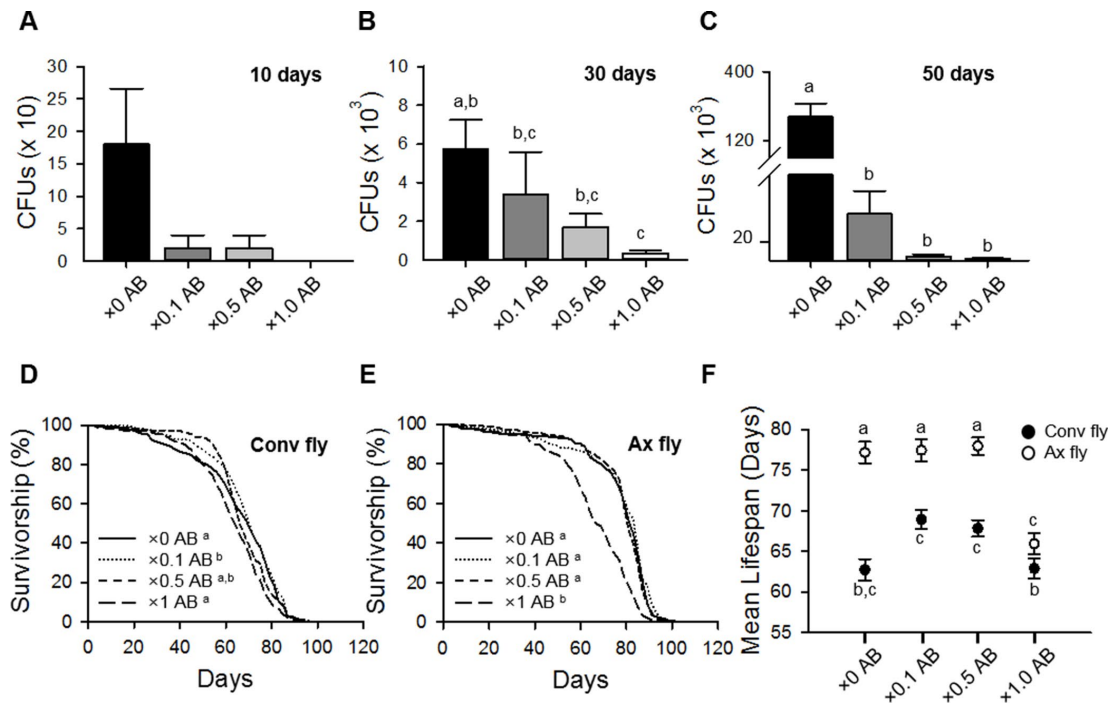 A
10 days
CFUs (x 10)
30
25
20
15
10
5
0
×0 AB
×0.1 AB
×0.5 AB
×1.0 AB
B
30 days
CFUs (x 10³)
10
8
6
4
2
0
a,b
b,c
b,c
c
×0 AB
×0.1 AB
×0.5 AB
×1.0 AB
C
50 days
CFUs (x 10³)
400
120
20
a
b
b
b
×0 AB
×0.1 AB
×0.5 AB
×1.0 AB
D
Conv fly
Survivorship (%)
100
80
60
40
20
0
×0 AB ᵃ
×0.1 AB ᵇ
×0.5 AB ᵃ,ᵇ
×1 AB ᵃ
0 20 40 60 80 100 120
Days
E
Ax fly
Survivorship (%)
100
80
60
40
20
0
×0 AB ᵃ
×0.1 AB ᵃ
×0.5 AB ᵃ
×1 AB ᵇ
0 20 40 60 80 100 120
Days
F
Mean Lifespan (Days)
80
75
70
65
60
55
Conv fly
Ax fly
a a a
c
c c
b,c b
×0 AB
×0.1 AB
×0.5 AB
×1.0 AB